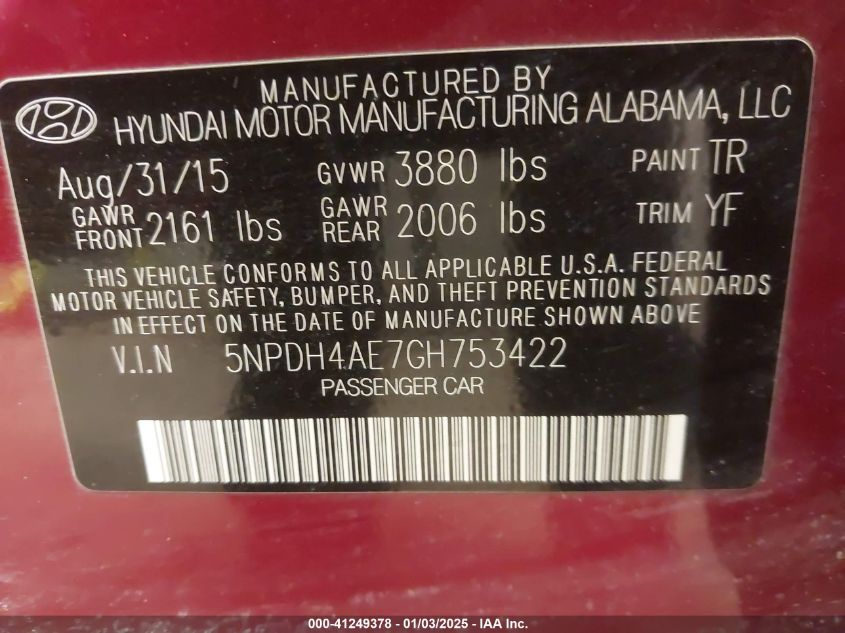 MANUFACTURED BY
HYUNDAI MOTOR MANUFACTURING ALABAMA, LLC
Aug/31/15 GVWR 3880 lbs PAINT TR
GAWR FRONT 2161 lbs GAWR REAR 2006 lbs TRIM YF
THIS VEHICLE CONFORMS TO ALL APPLICABLE U.S.A. FEDERAL
MOTOR VEHICLE SAFETY, BUMPER, AND THEFT PREVENTION STANDARDS
IN EFFECT ON THE DATE OF MANUFACTURE SHOWN ABOVE
V.I.N 5NPDH4AE7GH753422
PASSENGER CAR
000-41249378 - 01/03/2025 - IAA Inc.